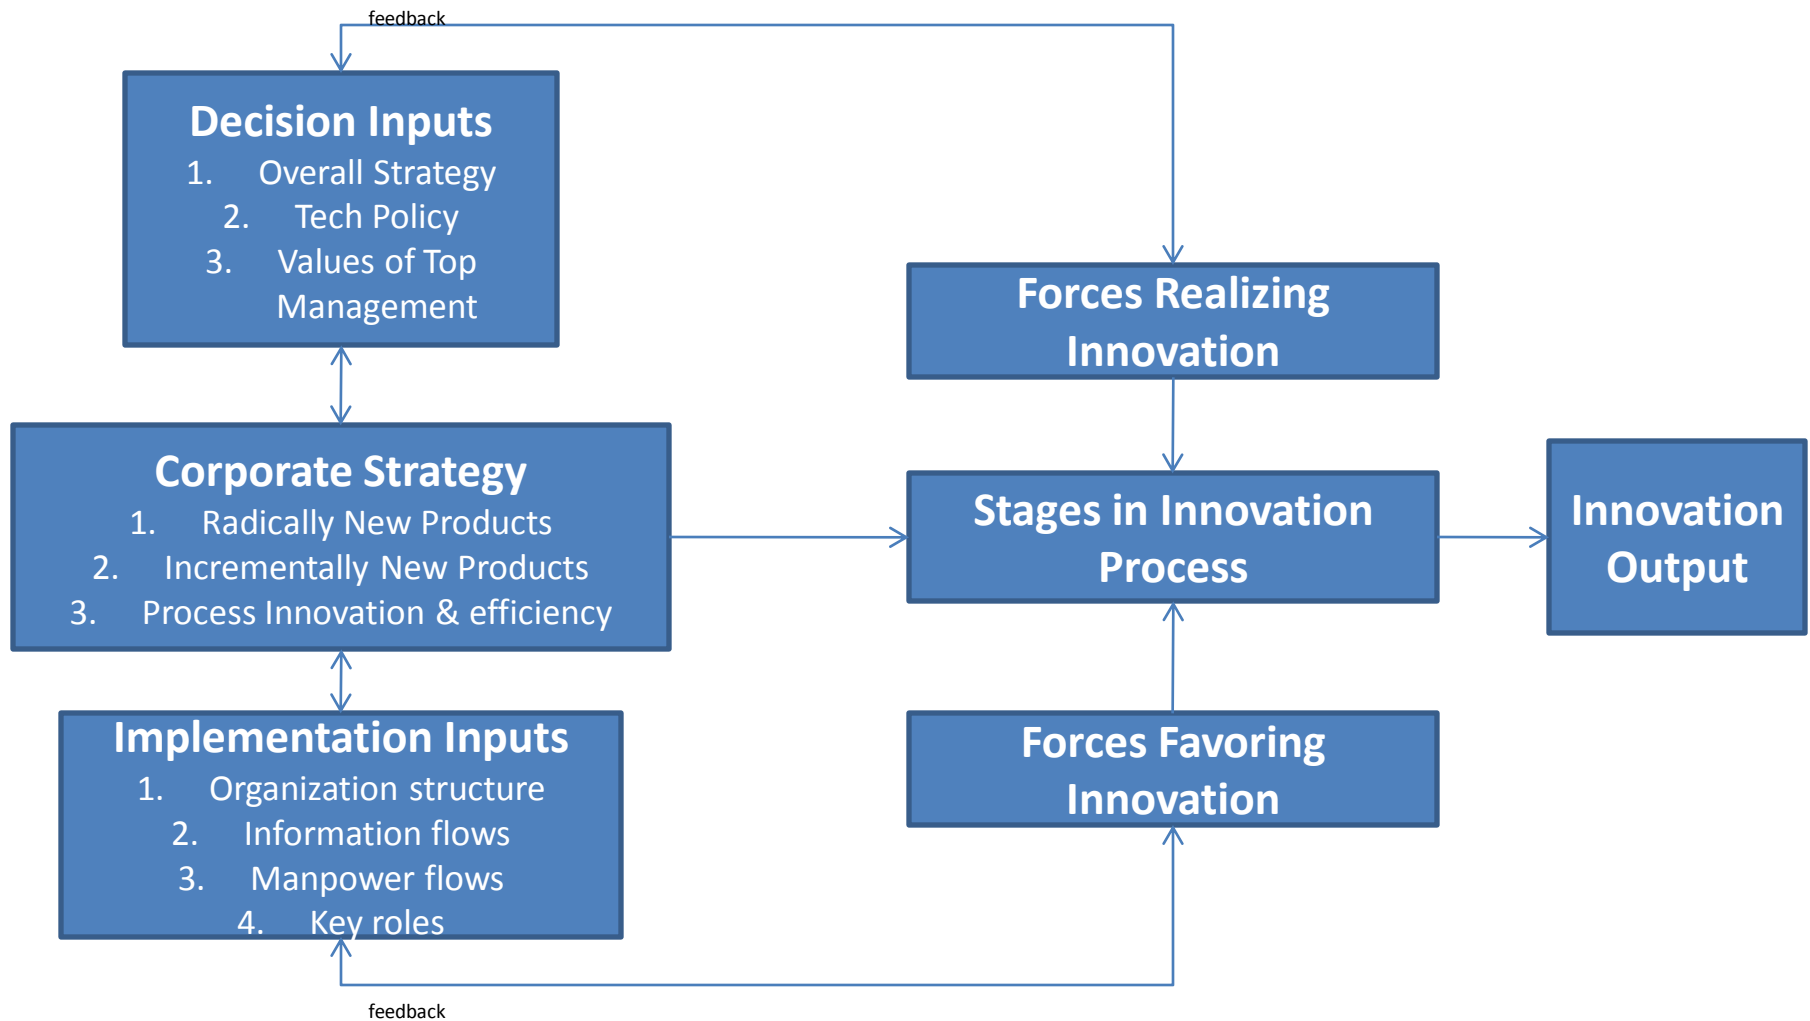 feedback
Decision Inputs
1. Overall Strategy
2. Tech Policy
3. Values of Top
Management
Forces Realizing
Innovation
Corporate Strategy
1. Radically New Products
2. Incrementally New Products
3. Process Innovation & efficiency
Stages in Innovation
Process
Innovation
Output
Implementation Inputs
1. Organization structure
2. Information flows
3. Manpower flows
4. Key roles
Forces Favoring
Innovation
feedback